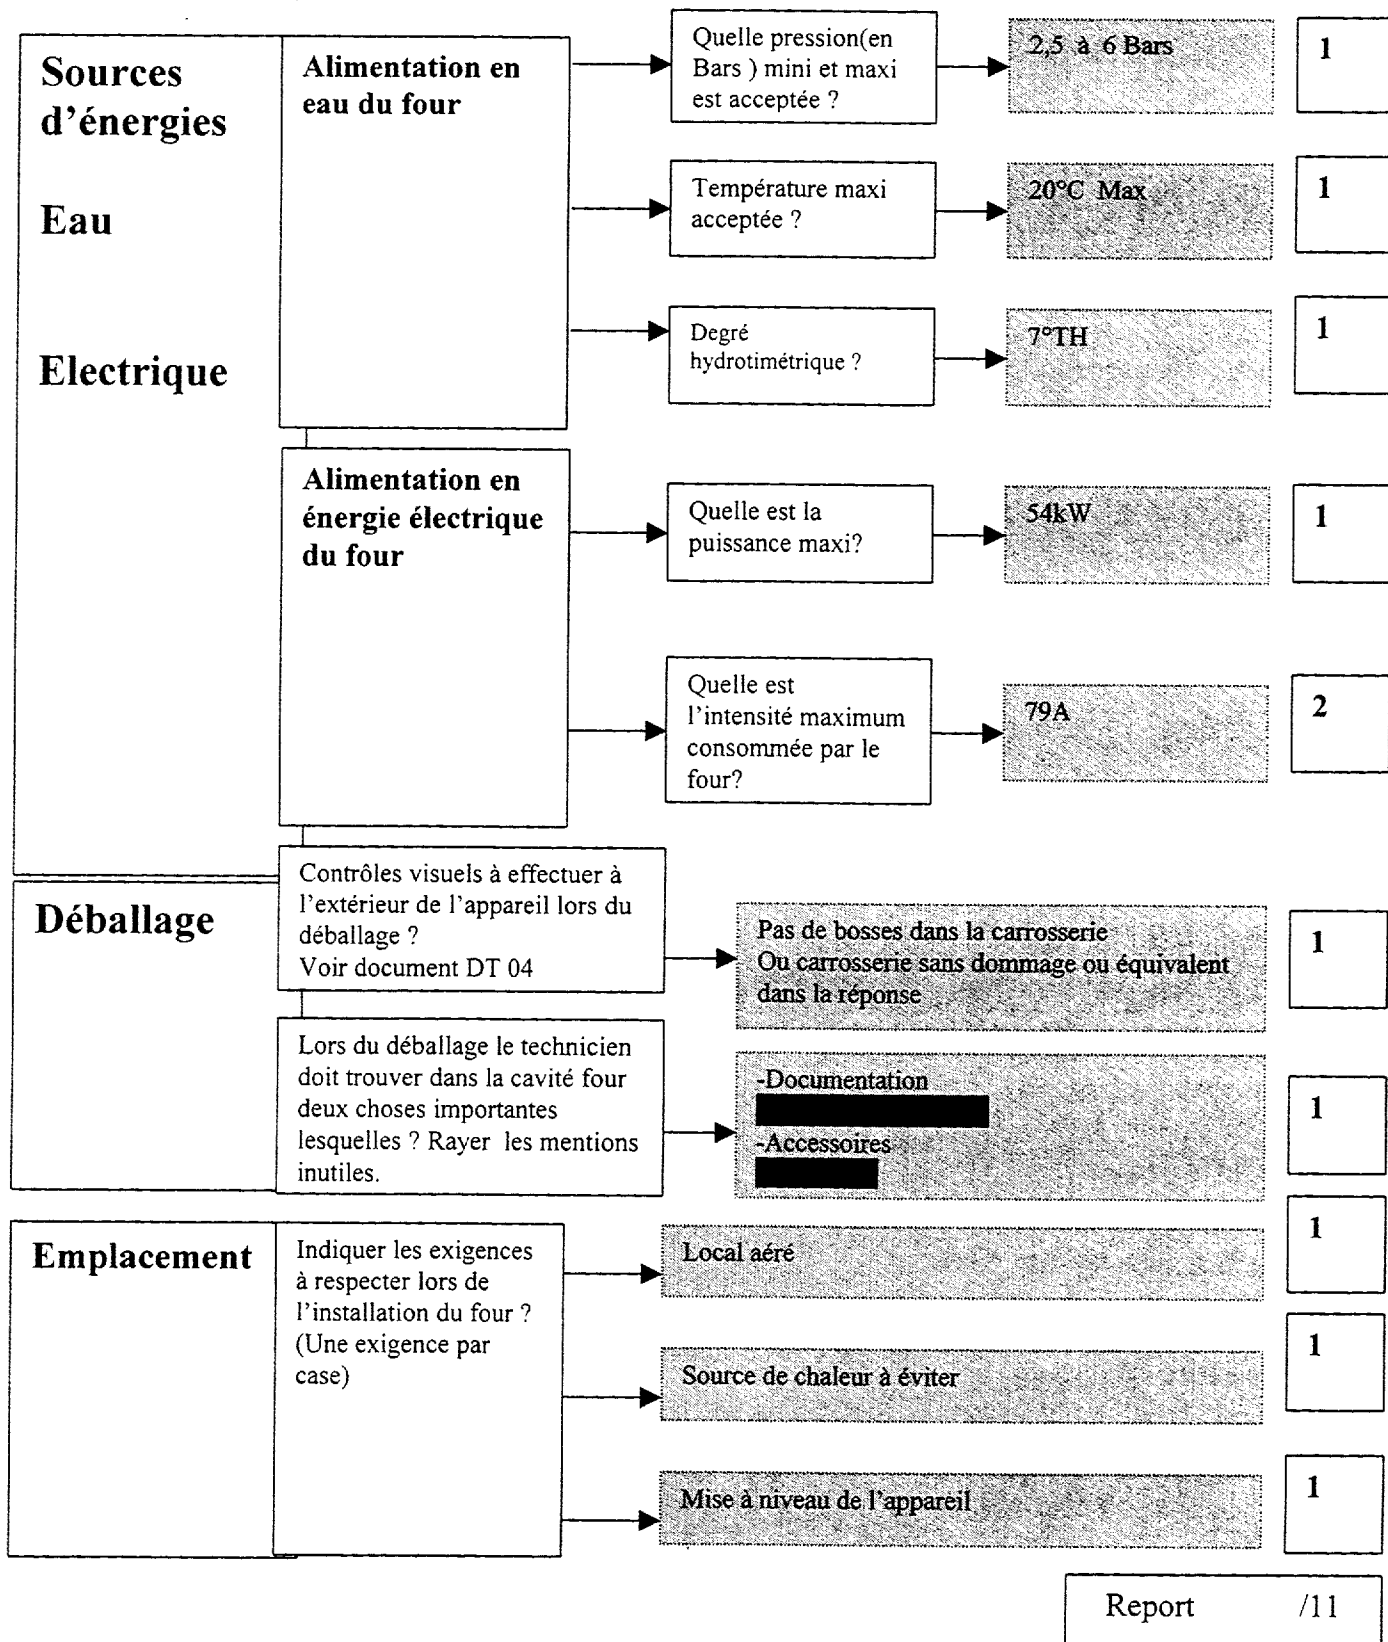 Sources
d'énergies
Eau
Electrique
Alimentation en
eau du four
Quelle pression(en
Bars ) mini et maxi
est acceptée ?
2,5 à 6 Bars
1
Température maxi
acceptée ?
20°C Max
1
Degré
hydrotimétrique ?
7°TH
1
Alimentation en
énergie électrique
du four
Quelle est la
puissance maxi?
54kW
1
Quelle est
l'intensité maximum
consommée par le
four?
79A
2
Déballage
Contrôles visuels à effectuer à
l'extérieur de l'appareil lors du
déballage ?
Voir document DT 04
Pas de bosses dans la carrosserie
Ou carrosserie sans dommage ou équivalent
dans la réponse
1
Lors du déballage le technicien
doit trouver dans la cavité four
deux choses importantes
lesquelles ? Rayer les mentions
inutiles.
-Documentation
-Accessoires
1
Emplacement
Indiquer les exigences
à respecter lors de
l'installation du four ?
(Une exigence par
case)
Local aéré
1
Source de chaleur à éviter
1
Mise à niveau de l'appareil
1
Report /11